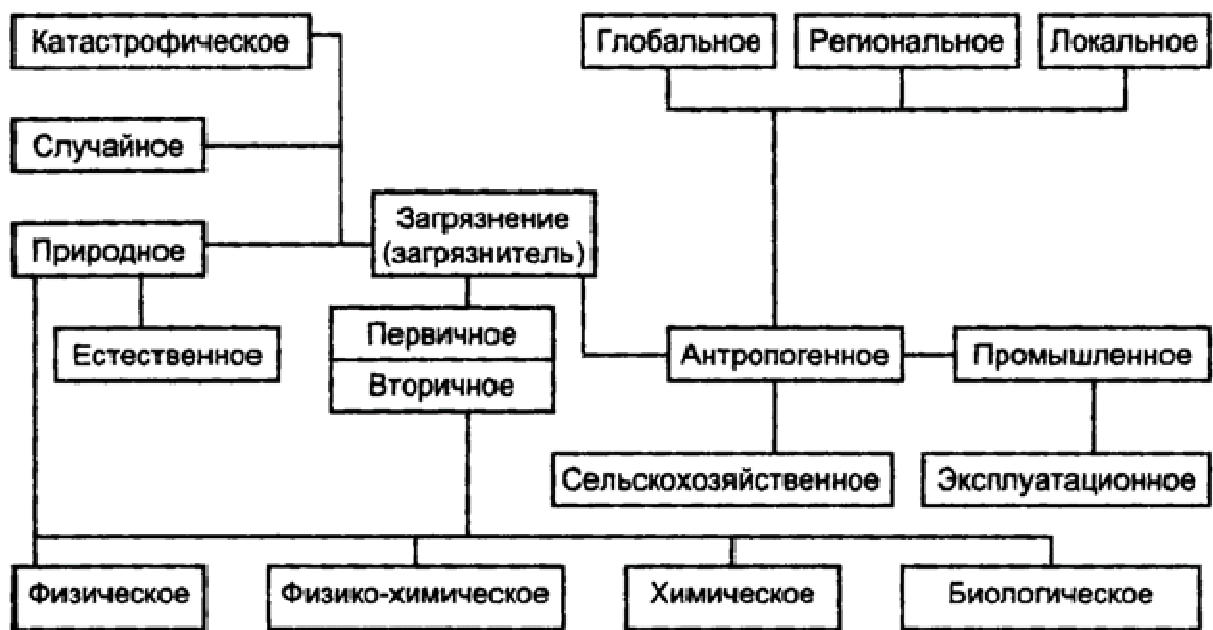 Катастрофическое
Глобальное
Региональное
Локальное
Случайное
Природное
Загрязнение
(загрязнитель)
Естественное
Первичное
Вторичное
Антропогенное
Промышленное
Сельскохозяйственное
Эксплуатационное
Физическое
Физико-химическое
Химическое
Биологическое